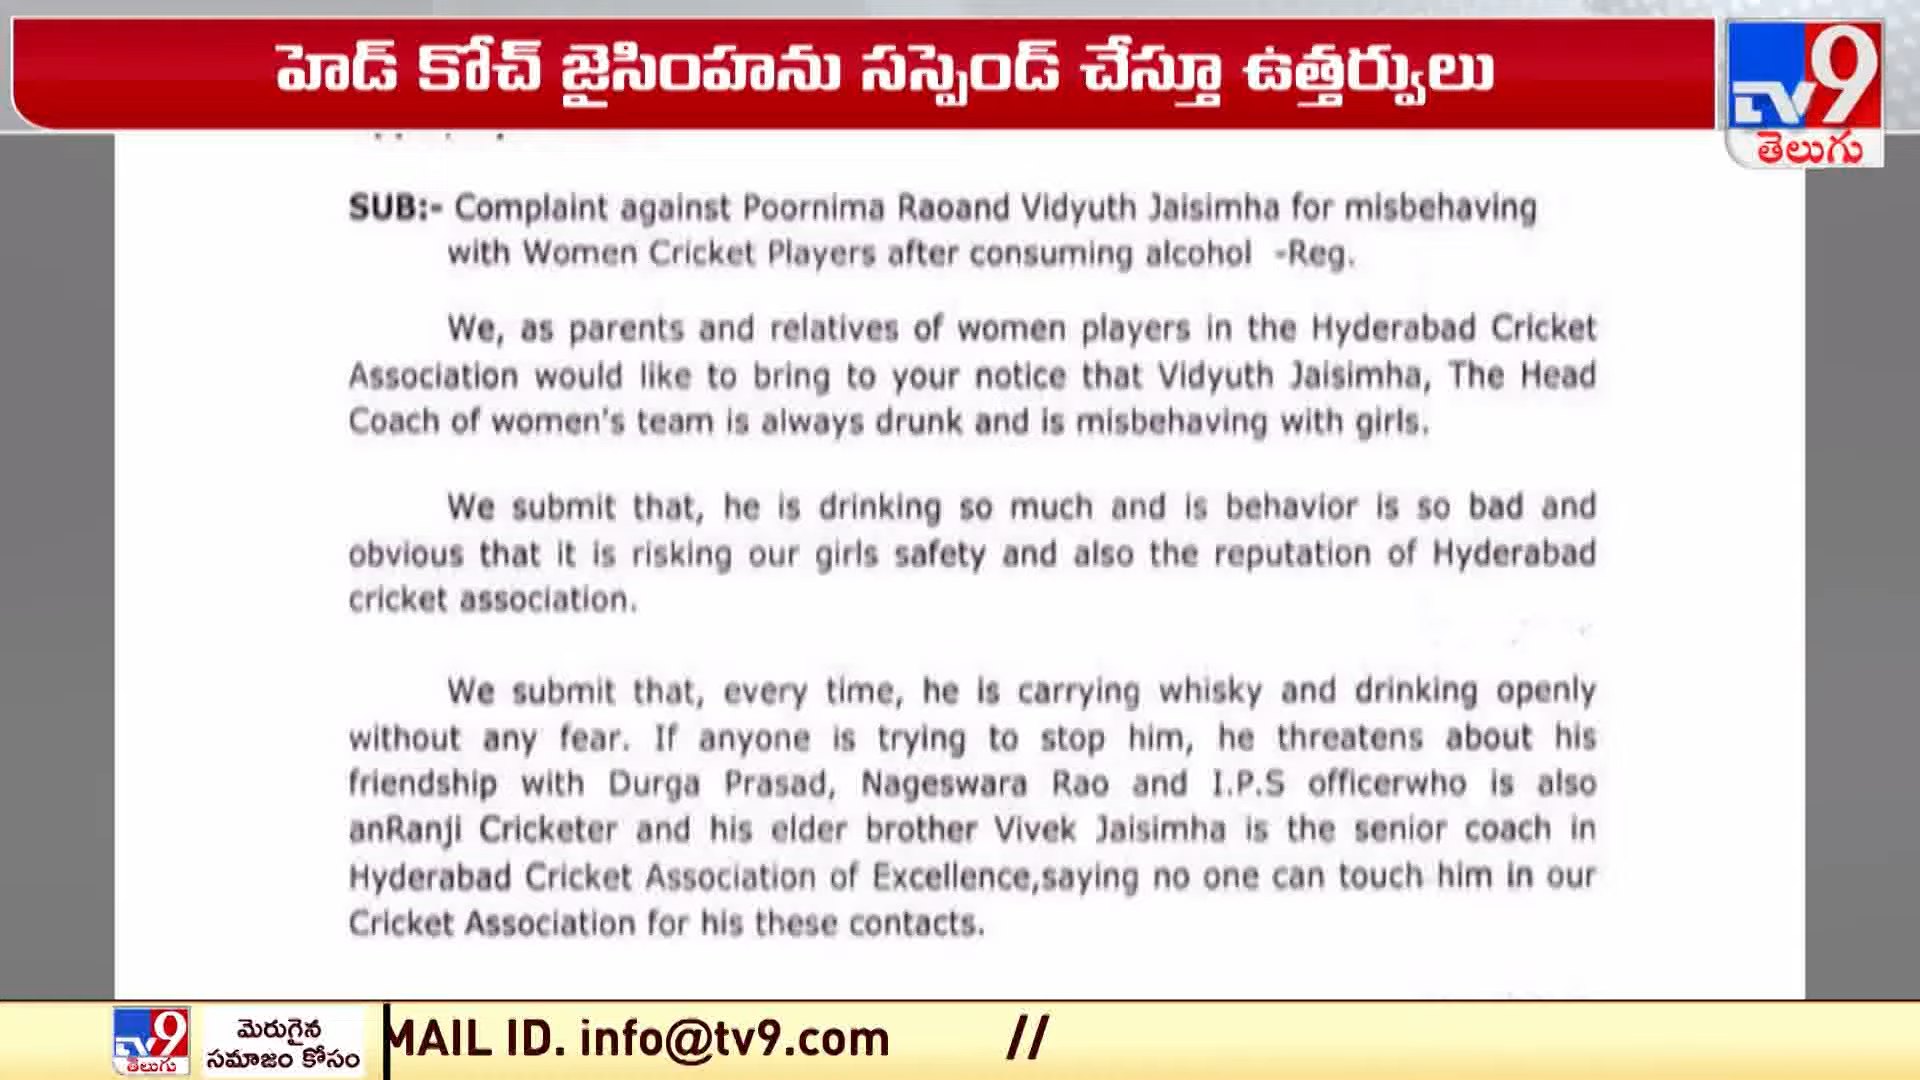 హెడ్ కోచ్ జైసింహను సస్పెండ్ చేస్తూ ఉత్తర్వులు
TV9
తెలుగు
SUB:- Complaint against Poornima Raoand Vidyuth Jaisimha for misbehaving
with Women Cricket Players after consuming alcohol -Reg.
We, as parents and relatives of women players in the Hyderabad Cricket
Association would like to bring to your notice that Vidyuth Jaisimha, The Head
Coach of women's team is always drunk and is misbehaving with girls.
We submit that, he is drinking so much and is behavior is so bad and
obvious that it is risking our girls safety and also the reputation of Hyderabad
cricket association.
We submit that, every time, he is carrying whisky and drinking openly
without any fear. If anyone is trying to stop him, he threatens about his
friendship with Durga Prasad, Nageswara Rao and I.P.S officerwho is also
anRanji Cricketer and his elder brother Vivek Jaisimha is the senior coach in
Hyderabad Cricket Association of Excellence,saying no one can touch him in our
Cricket Association for his these contacts.
TV9
తెలుగు
మెరుగైన
సమాజం కోసం
MAIL ID. info@tv9.com //